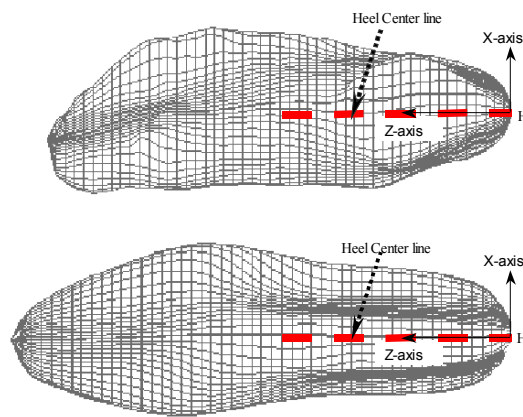 Heel Center line
X-axis
H
Z-axis
Heel Center line
X-axis
H
Z-axis